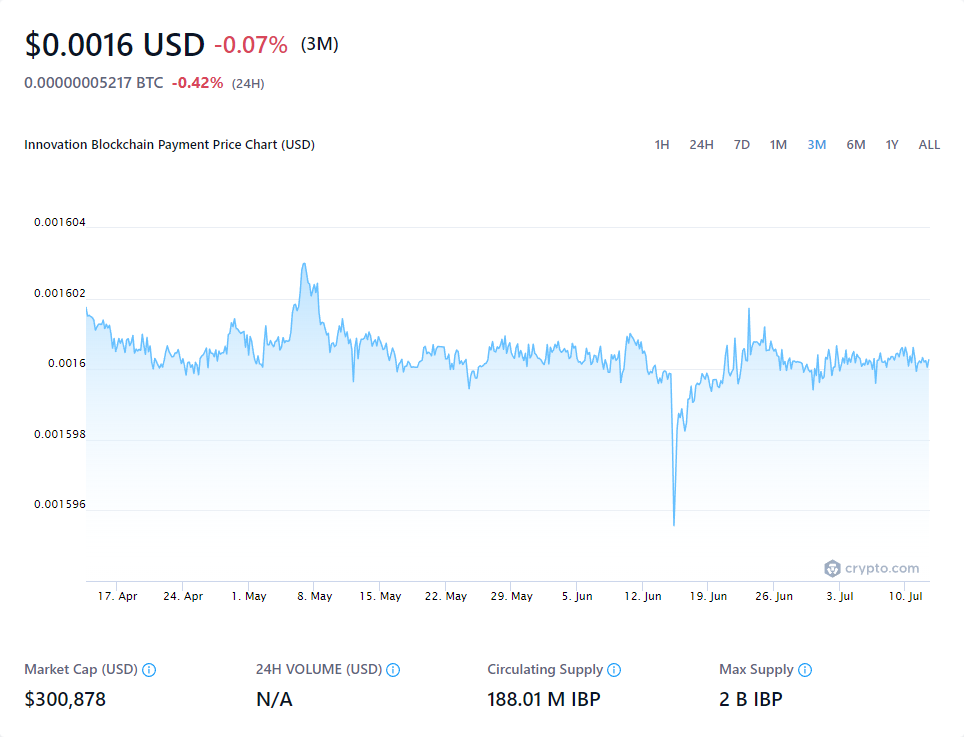 $0.0016 USD -0.07% (3M)
0.00000005217 BTC -0.42% (24H)
Innovation Blockchain Payment Price Chart (USD) 1H 24H 7D 1M 3M 6M 1Y ALL
0.001604
0.001602
0.0016
0.001598
0.001596
crypto.com
17. Apr 24. Apr 1. May 8. May 15. May 22. May 29. May 5. Jun 12. Jun 19. Jun 26. Jun 3. Jul 10. Jul
Market Cap (USD) 24H VOLUME (USD) Circulating Supply Max Supply
$300,878 N/A 188.01 M IBP 2 B IBP